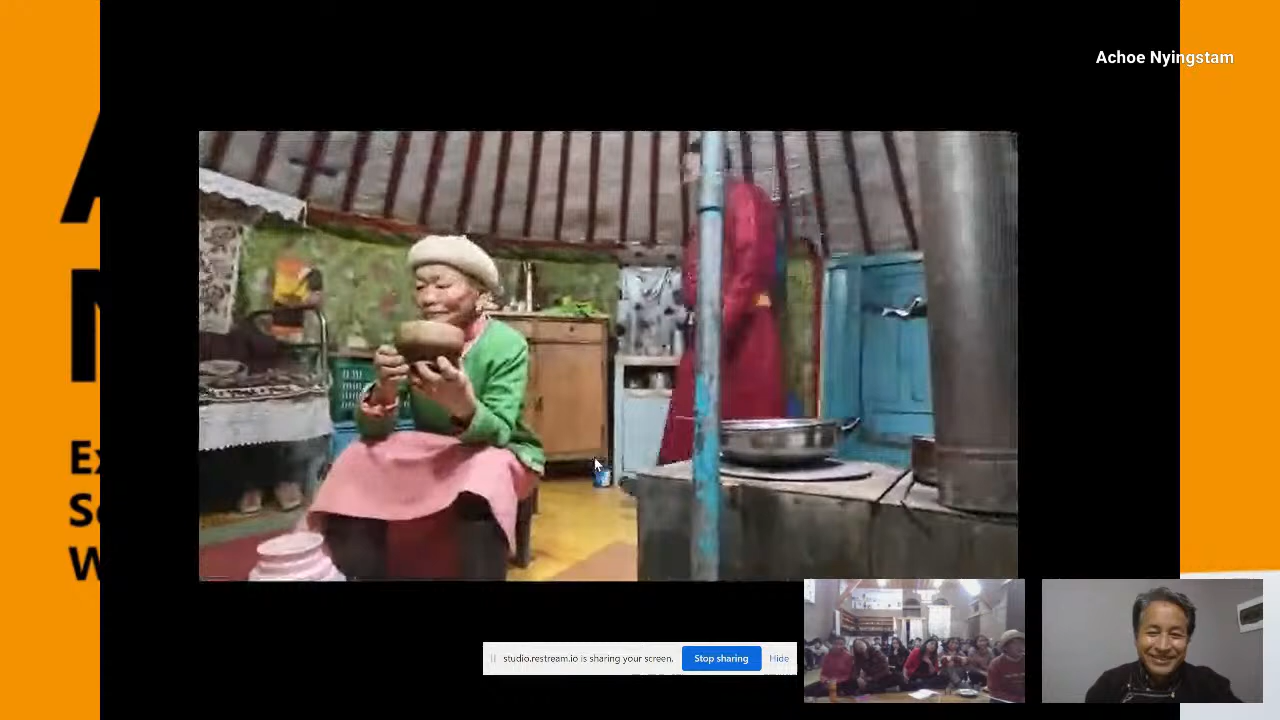 Achoe Nyingstam
studio.restream.io is sharing your screen.
Stop sharing
Hide